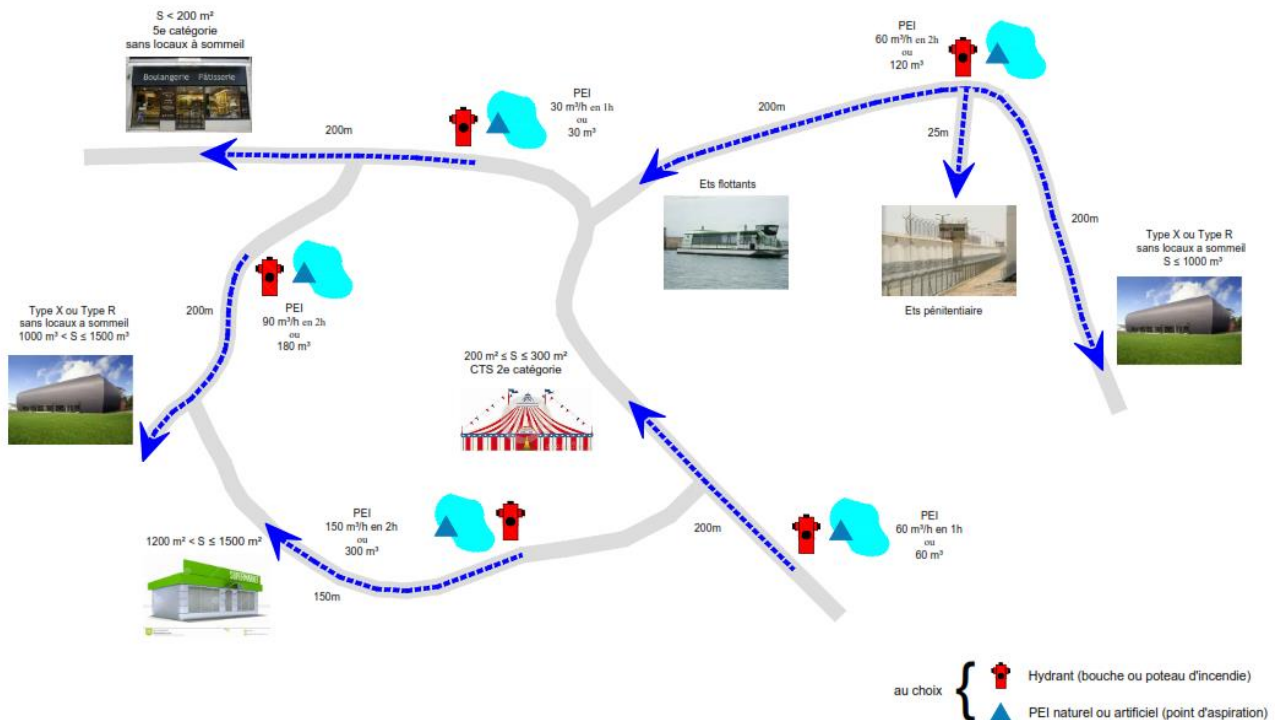 S < 200 m²
5e catégorie
sans locaux à sommeil
Boulangerie Pâtisserie
200m
PEI
30 m³/h en 1h
ou
30 m³
PEI
60 m³/h en 2h
ou
120 m³
200m
25m
200m
Ets flottants
Ets pénitentiaire
Type X ou Type R
sans locaux a sommeil
S ≤ 1000 m³
200m
PEI
90 m³/h en 2h
ou
180 m³
Type X ou Type R
sans locaux a sommeil
1000 m³ < S ≤ 1500 m³
200 m² ≤ S ≤ 300 m²
CTS 2e catégorie
PEI
150 m³/h en 2h
ou
300 m³
200m
PEI
60 m³/h en 1h
ou
60 m³
1200 m² < S ≤ 1500 m²
SUPERMARKET
150m
au choix
Hydrant (bouche ou poteau d'incendie)
PEI naturel ou artificiel (point d'aspiration)